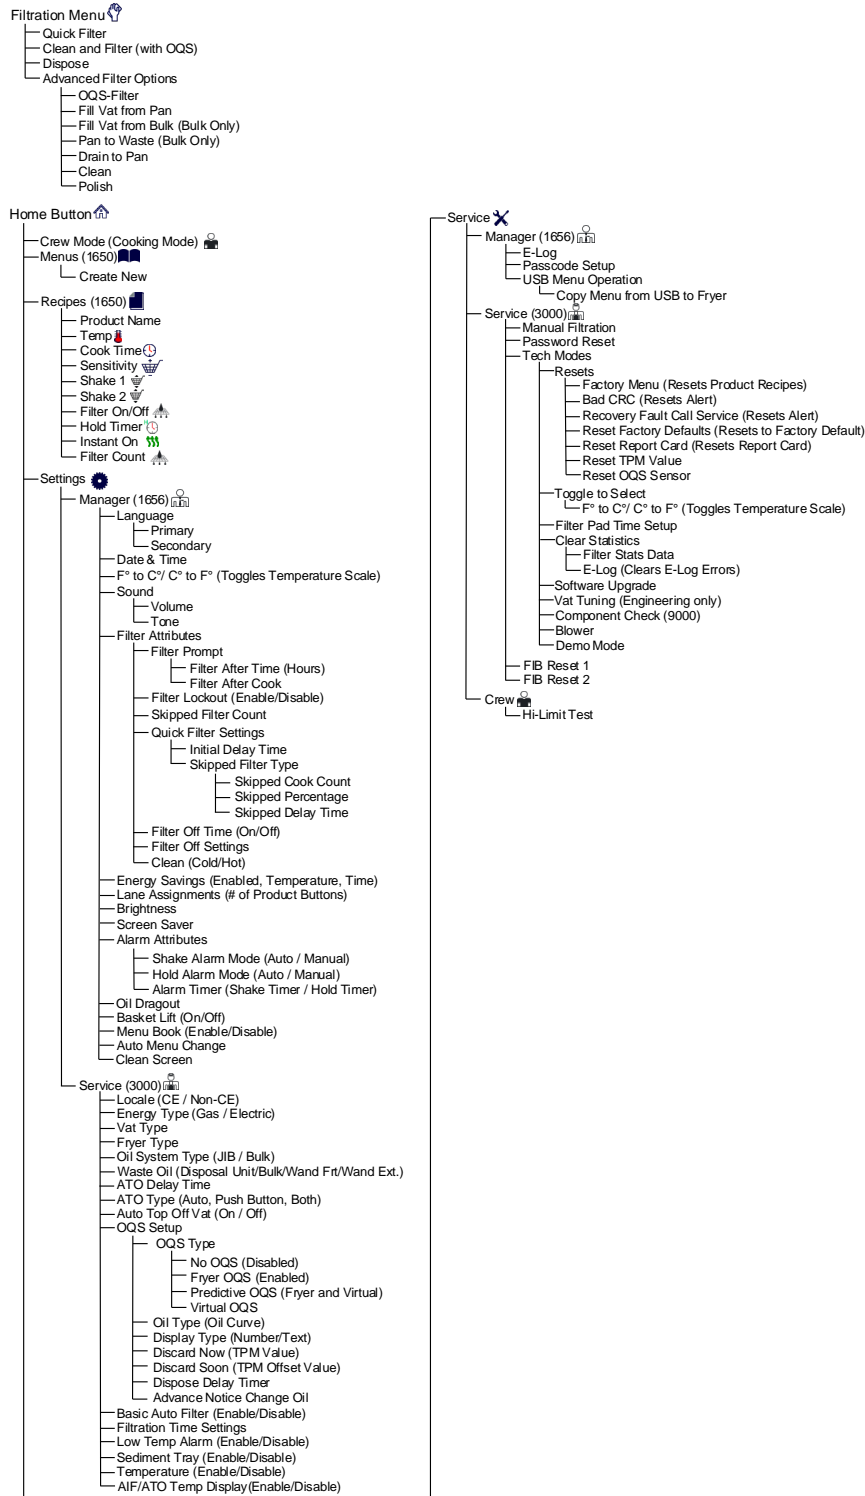 Filtration Menu
Quick Filter
Clean and Filter (with OQS)
Dispose
Advanced Filter Options
OQS-Filter
Fill Vat from Pan
Fill Vat from Bulk (Bulk Only)
Pan to Waste (Bulk Only)
Drain to Pan
Clean
Polish
Home Button
Crew Mode (Cooking Mode)
Menus (1650)
Create New
Recipes (1650)
Product Name
Temp
Cook Time
Sensitivity
Shake 1
Shake 2
Filter On/Off
Hold Timer
Instant On
Filter Count
Settings
Manager (1656)
Language
Primary
Secondary
Date & Time
F° to C°/ C° to F° (Toggles Temperature Scale)
Sound
Volume
Tone
Filter Attributes
Filter Prompt
Filter After Time (Hours)
Filter After Cook
Filter Lockout (Enable/Disable)
Skipped Filter Count
Quick Filter Settings
Initial Delay Time
Skipped Filter Type
Skipped Cook Count
Skipped Percentage
Skipped Delay Time
Filter Off Time (On/Off)
Filter Off Settings
Clean (Cold/Hot)
Energy Savings (Enabled, Temperature, Time)
Lane Assignments (# of Product Buttons)
Brightness
Screen Saver
Alarm Attributes
Shake Alarm Mode (Auto / Manual)
Hold Alarm Mode (Auto / Manual)
Alarm Timer (Shake Timer / Hold Timer)
Oil Dragout
Basket Lift (On/Off)
Menu Book (Enable/Disable)
Auto Menu Change
Clean Screen
Service (3000)
Locale (CE / Non-CE)
Energy Type (Gas / Electric)
Vat Type
Fryer Type
Oil System Type (JIB / Bulk)
Waste Oil (Disposal Unit/Bulk/Wand Frt/Wand Ext.)
ATO Delay Time
ATO Type (Auto, Push Button, Both)
Auto Top Off Vat (On / Off)
OQS Setup
OQS Type
No OQS (Disabled)
Fryer OQS (Enabled)
Predictive OQS (Fryer and Virtual)
Virtual OQS
Oil Type (Oil Curve)
Display Type (Number/Text)
Discard Now (TPM Value)
Discard Soon (TPM Offset Value)
Dispose Delay Timer
Advance Notice Change Oil
Basic Auto Filter (Enable/Disable)
Filtration Time Settings
Low Temp Alarm (Enable/Disable)
Sediment Tray (Enable/Disable)
Temperature (Enable/Disable)
AIF/ATO Temp Display(Enable/Disable)
Service
Manager (1656)
E-Log
Passcode Setup
USB Menu Operation
Copy Menu from USB to Fryer
Service (3000)
Manual Filtration
Password Reset
Tech Modes
Resets
Factory Menu (Resets Product Recipes)
Bad CRC (Resets Alert)
Recovery Fault Call Service (Resets Alert)
Reset Factory Defaults (Resets to Factory Default)
Reset Report Card (Resets Report Card)
Reset TPM Value
Reset OQS Sensor
Toggle to Select
F° to C°/ C° to F° (Toggles Temperature Scale)
Filter Pad Time Setup
Clear Statistics
Filter Stats Data
E-Log (Clears E-Log Errors)
Software Upgrade
Vat Tuning (Engineering only)
Component Check (9000)
Blower
Demo Mode
FIB Reset 1
FIB Reset 2
Crew
Hi-Limit Test